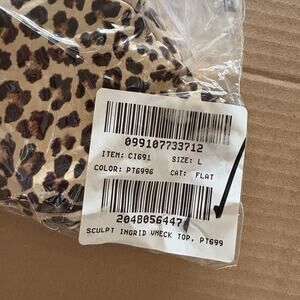 099107733712
ITEM: CI691 SIZE: L
COLOR: PT6996 CAT: FLAT
2048056447
SCULPT INGRID VNECK TOP, PT699